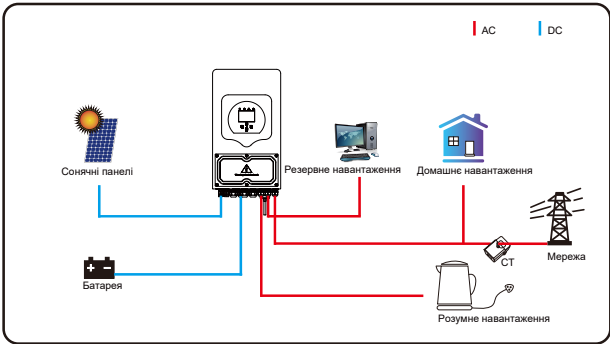 AC
DC
Сонячні панелі
Резервне навантаження
Домашнє навантаження
Мережа
CT
Батарея
Розумне навантаження